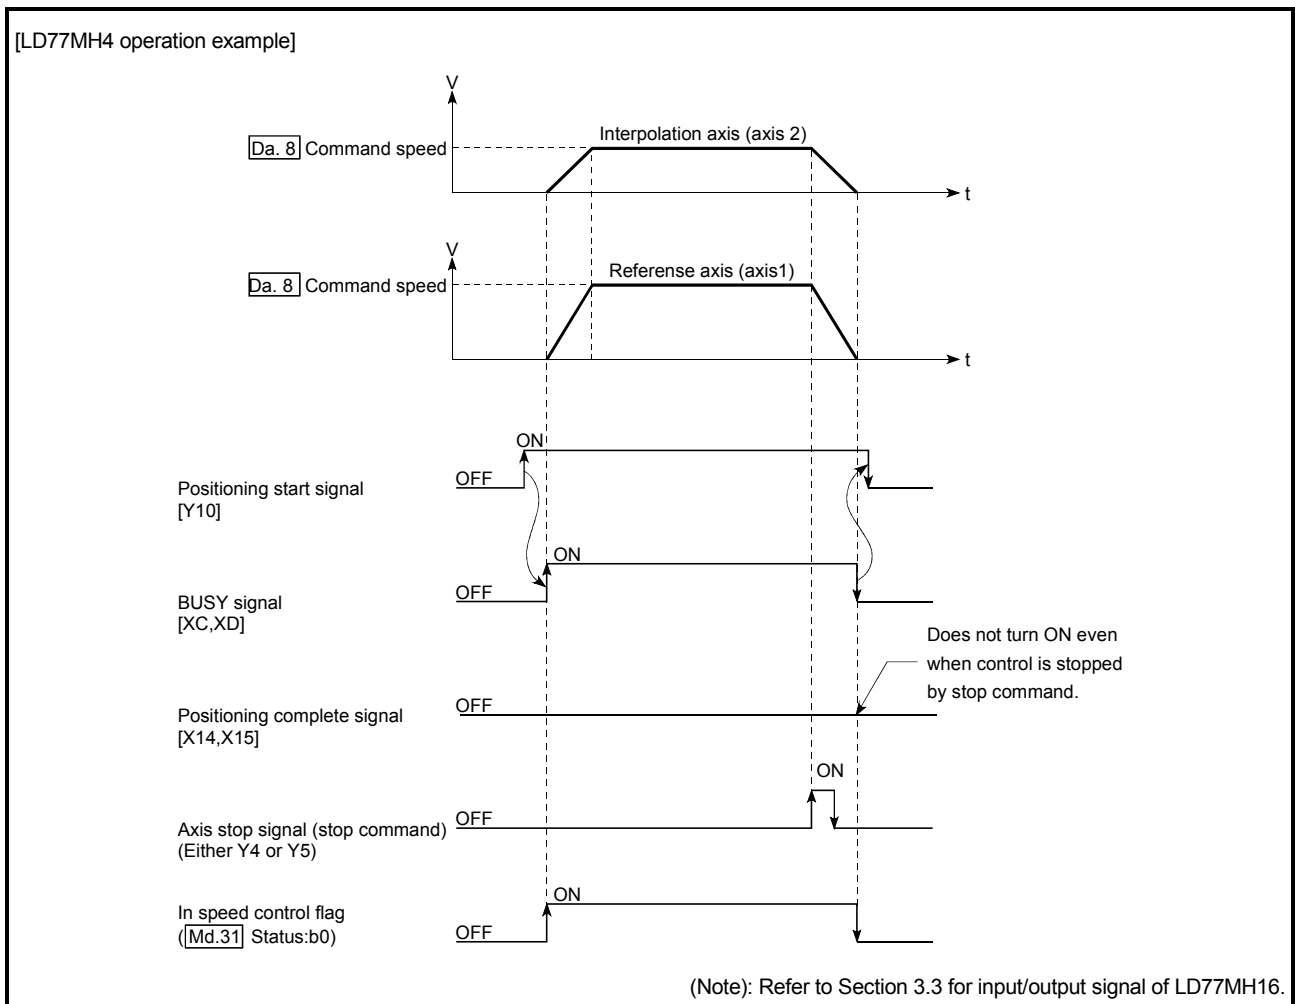 [LD77MH4 operation example]
V
Interpolation axis (axis 2)
Da. 8 Command speed
t
V
Referense axis (axis1)
Da. 8 Command speed
t
ON
OFF
Positioning start signal
[Y10]
ON
OFF
BUSY signal
[XC,XD]
Does not turn ON even
when control is stopped
by stop command.
OFF
Positioning complete signal
[X14,X15]
ON
OFF
Axis stop signal (stop command)
(Either Y4 or Y5)
ON
In speed control flag
OFF
(Md.31 Status:b0)
(Note): Refer to Section 3.3 for input/output signal of LD77MH16.